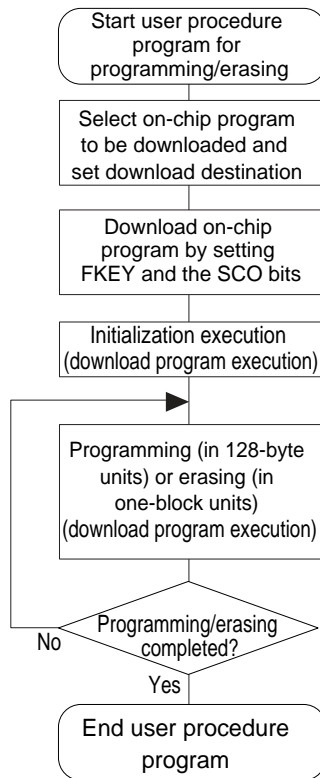 Start user procedure
program for
programming/erasing
Select on-chip program
to be downloaded and
set download destination
Download on-chip
program by setting
FKEY and the SCO bits
Initialization execution
(download program execution)
Programming (in 128-byte
units) or erasing (in
one-block units)
(download program execution)
Programming/erasing
completed?
No
Yes
End user procedure
program